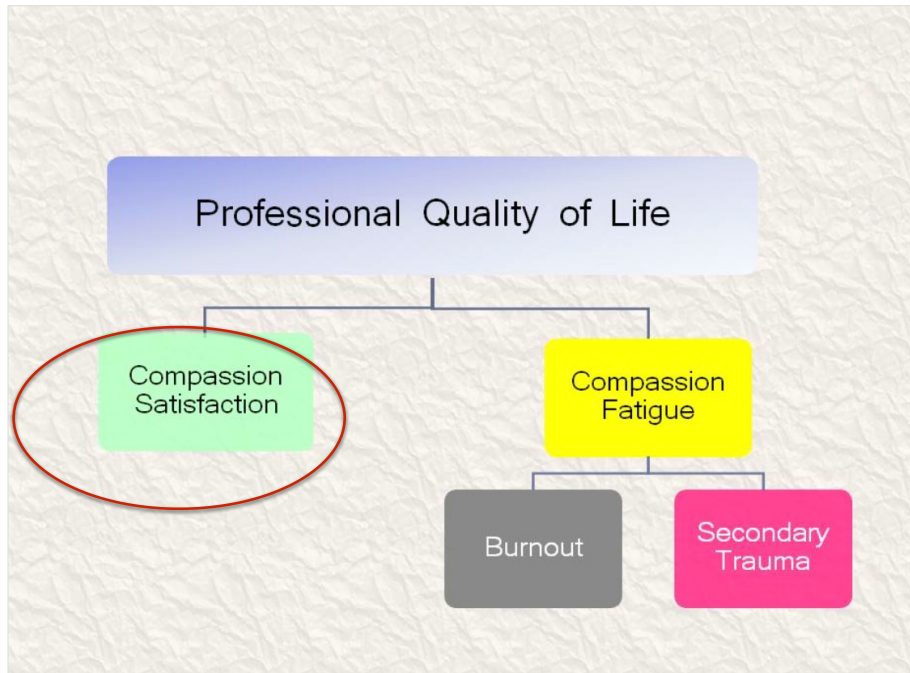 Professional Quality of Life
Compassion
Satisfaction
Compassion
Fatigue
Burnout
Secondary
Trauma